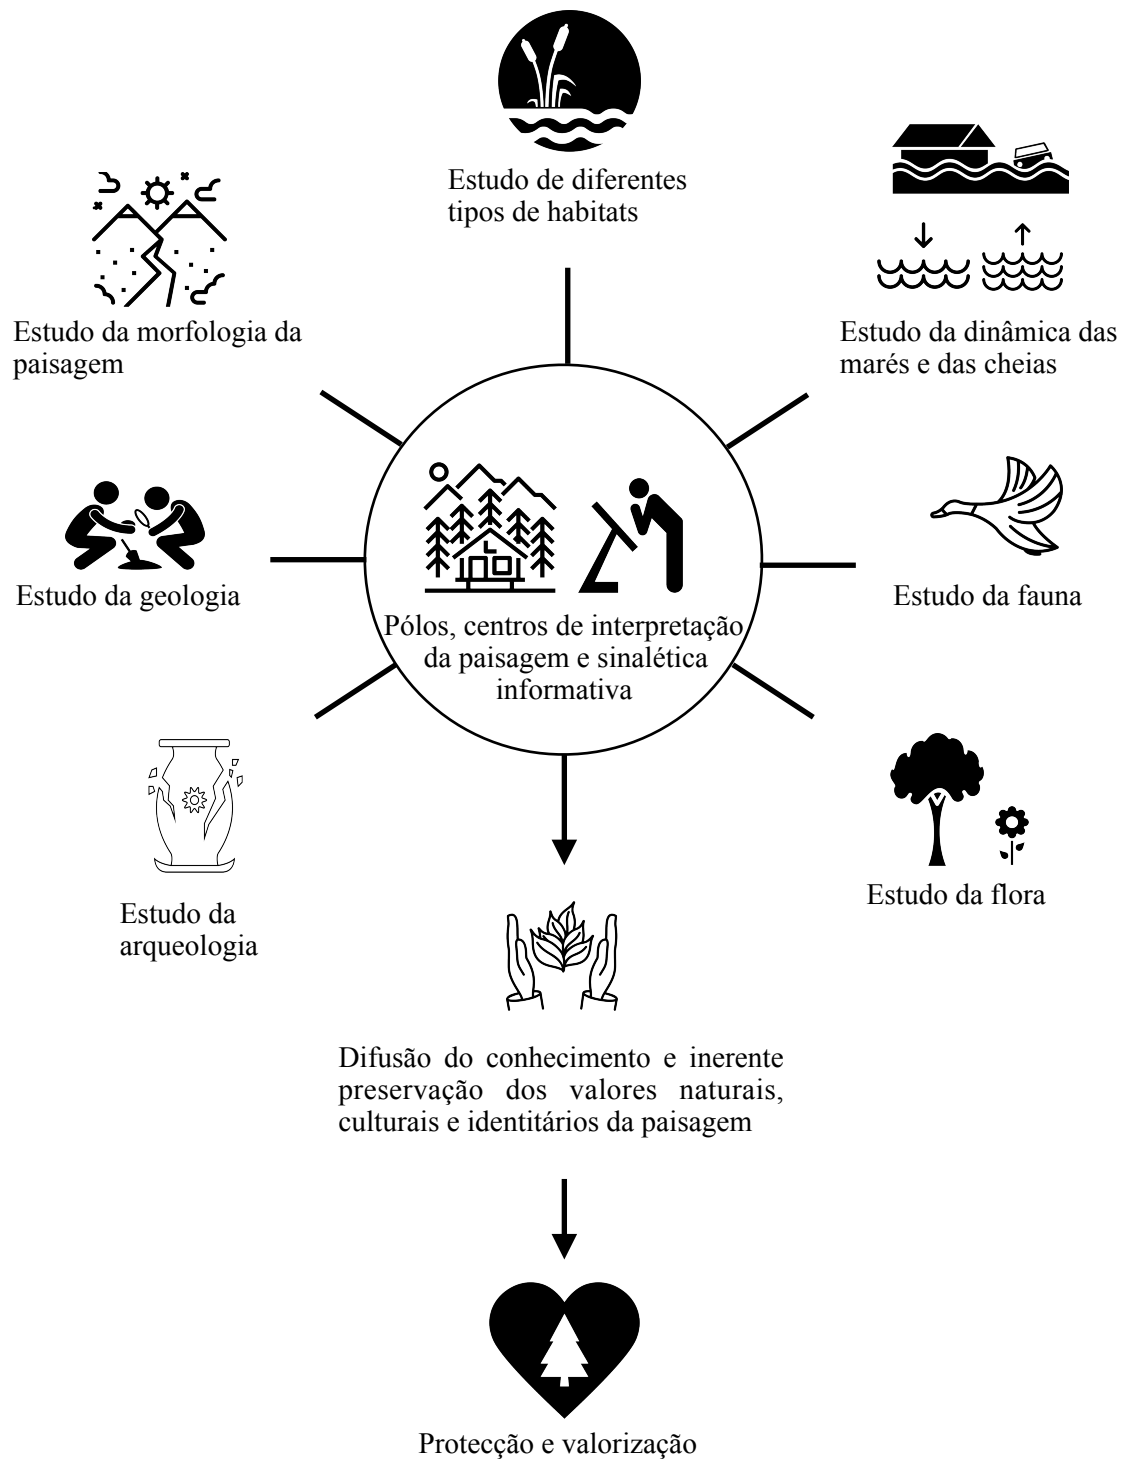 Estudo de diferentes
tipos de habitats
Estudo da morfologia da
paisagem
Estudo da dinâmica das
marés e das cheias
Estudo da geologia
Estudo da fauna
Pólos, centros de interpretação
da paisagem e sinalética
informativa
Estudo da
arqueologia
Estudo da flora
Difusão do conhecimento e inerente
preservação dos valores naturais,
culturais e identitários da paisagem
Protecção e valorização